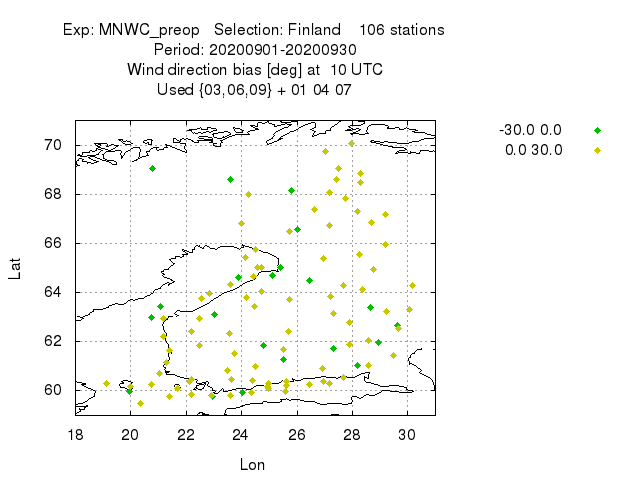 Exp: MNWC_preop   Selection: Finland    106 stations
Period: 20200901-20200930
Wind direction bias [deg] at  10 UTC
Used {03,06,09} + 01 04 07
-30.0 0.0
0.0 30.0
70
68
66
64
62
60
Lat
18 20 22 24 26 28 30
Lon